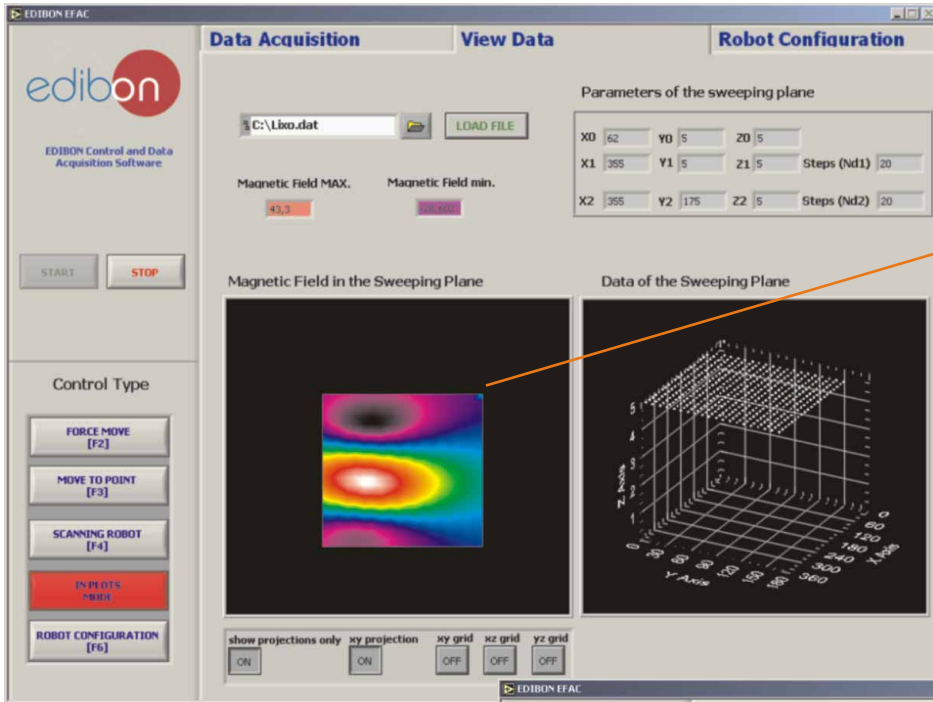 EDIBON EFAC
Data Acquisition View Data Robot Configuration
edibon
EDIBON Control and Data
Acquisition Software
START STOP
C:\Lixo.dat LOAD FILE
Magnetic Field MAX. Magnetic Field min.
43,3
Parameters of the sweeping plane
X0 62 Y0 5 Z0 5
X1 355 Y1 5 Z1 5 Steps (Nd1) 20
X2 355 Y2 175 Z2 5 Steps (Nd2) 20
Control Type
FORCE MOVE
[F2]
MOVE TO POINT
[F3]
SCANNING ROBOT
[F4]
IN PLOTS
MODE
ROBOT CONFIGURATION
[F6]
Magnetic Field in the Sweeping Plane
Data of the Sweeping Plane
5
4
3
2
1
Z Axis
0 30 60 90 120 150 180
Y Axis
0
60
120
180
240
300
360
X Axis
show projections only xy projection xy grid xz grid yz grid
ON ON OFF OFF OFF
EDIBON EFAC